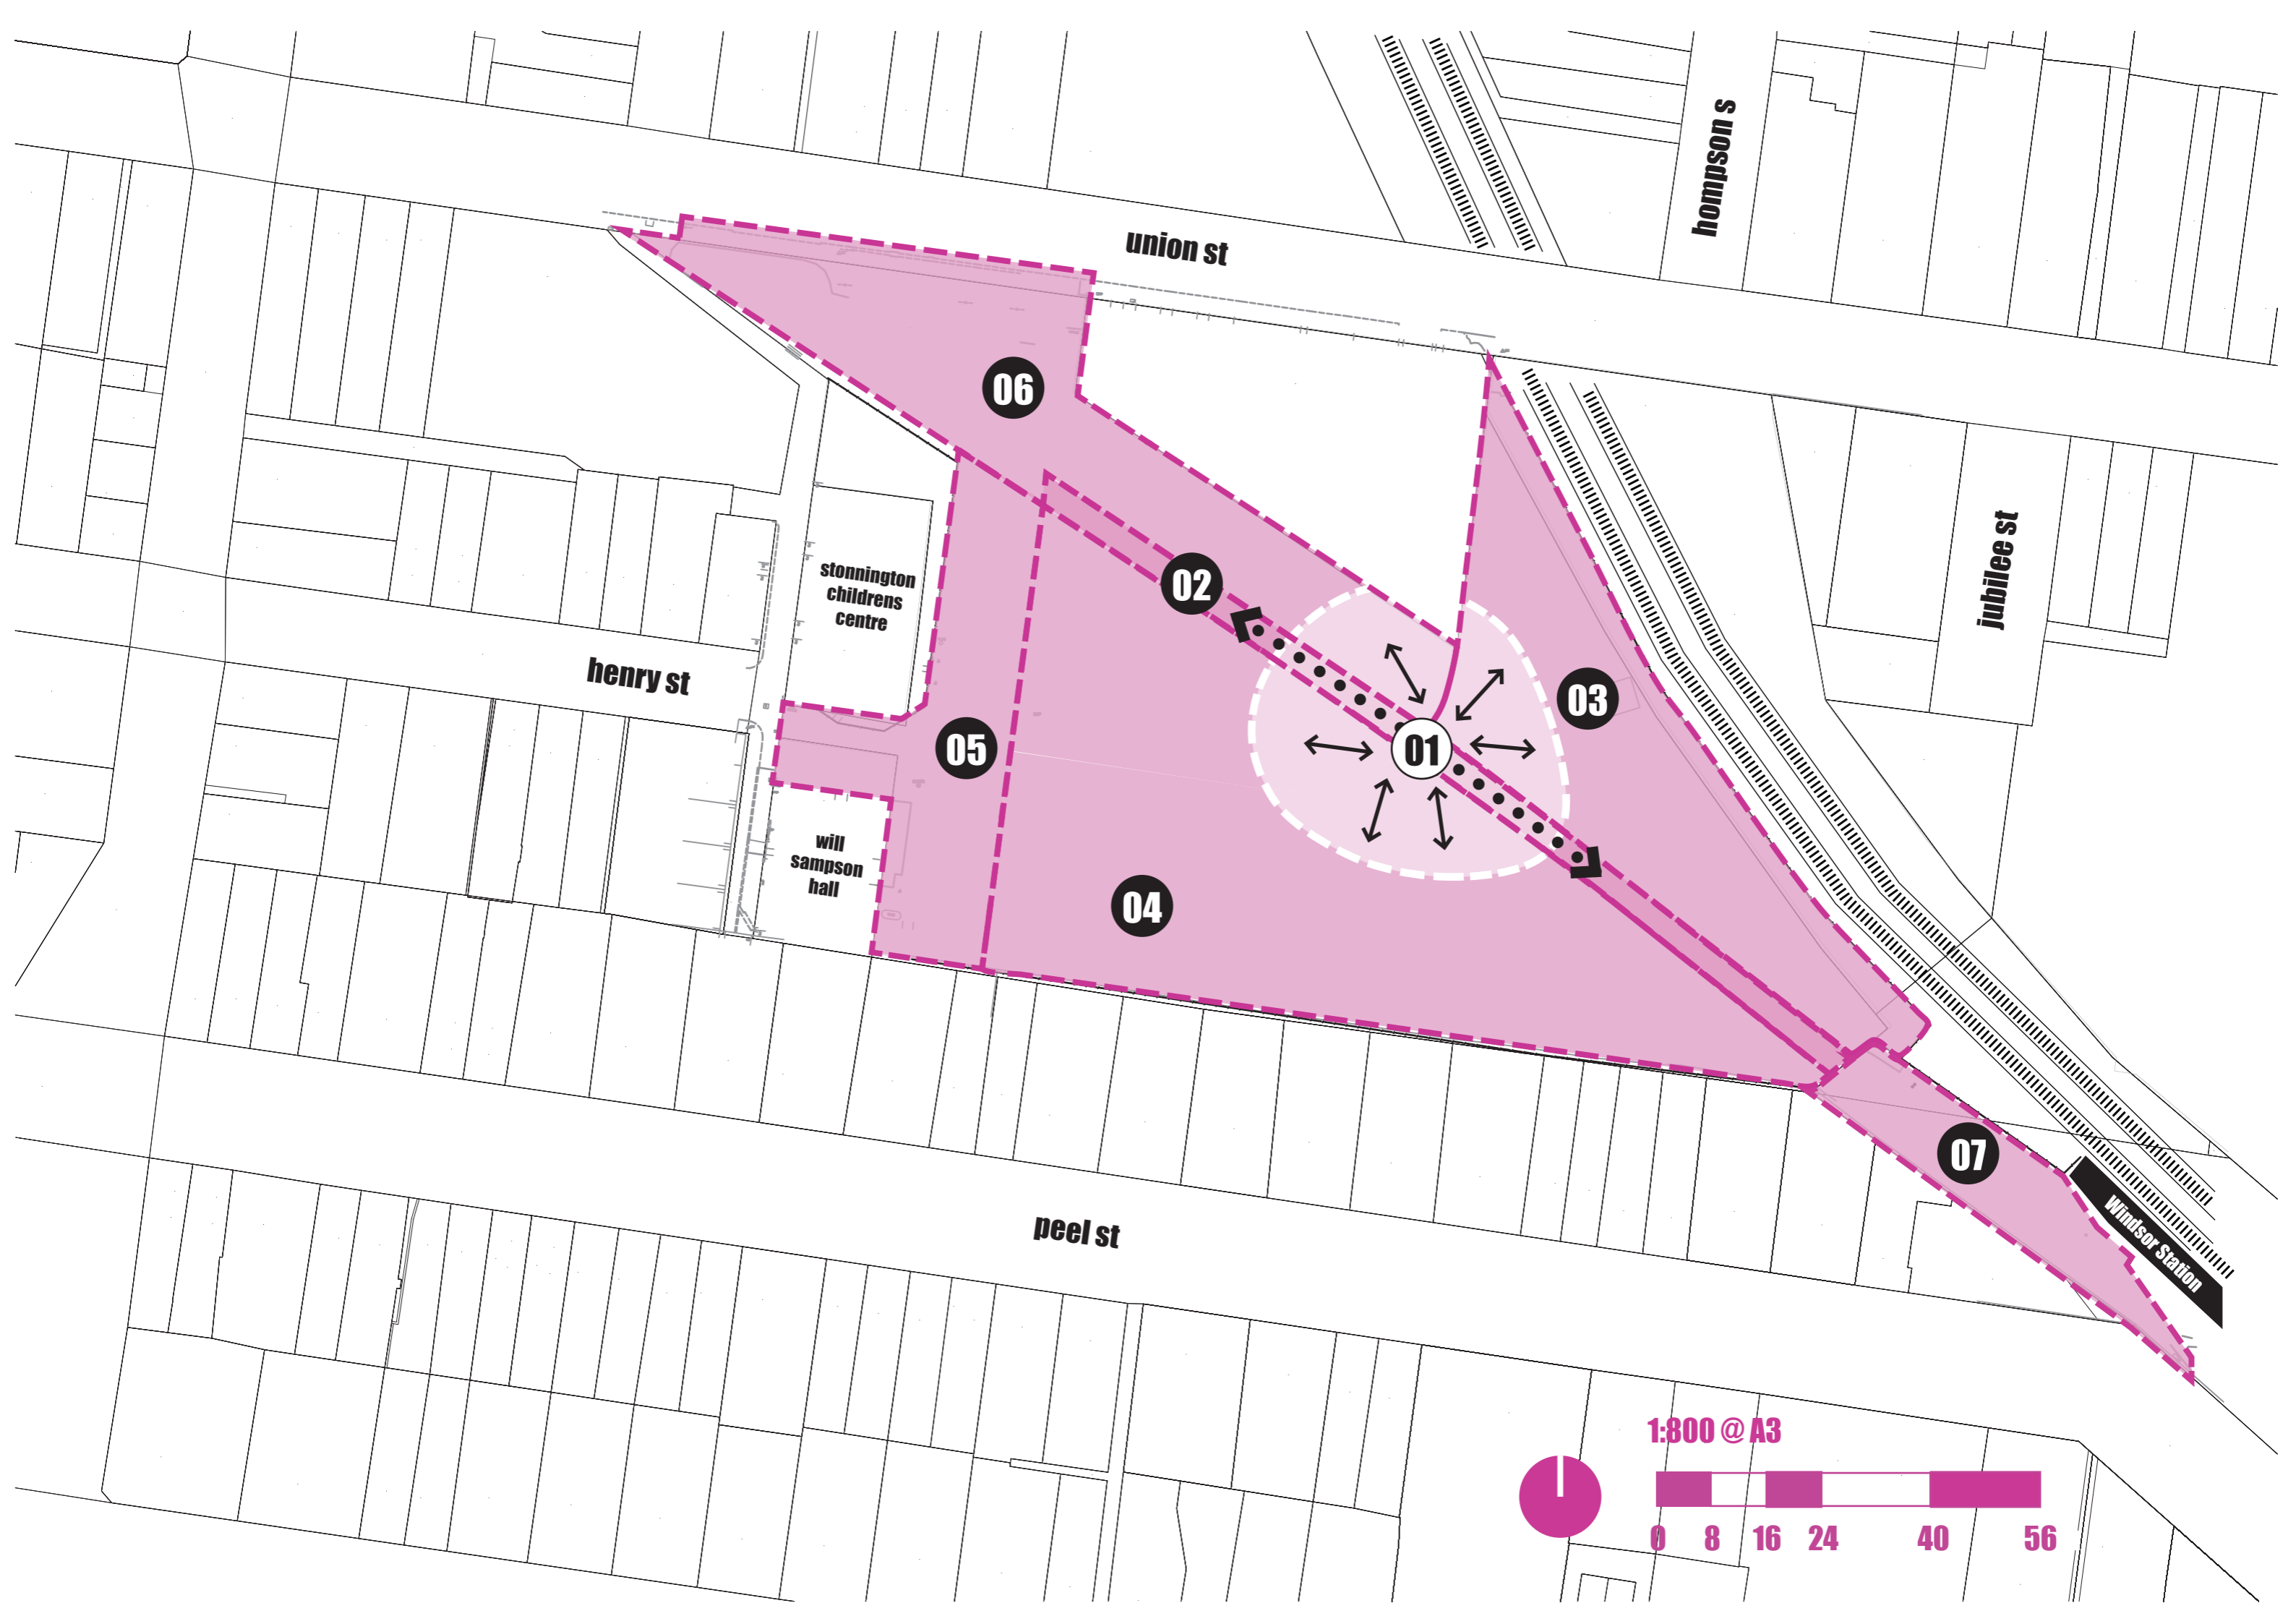 hompson s
union st
06
jubilee st
stonnington
childrens
centre
02
henry st
03
05
01
will
sampson
hall
04
07
Windsor Station
peel st
1:800 @ A3
0 8 16 24 40 56